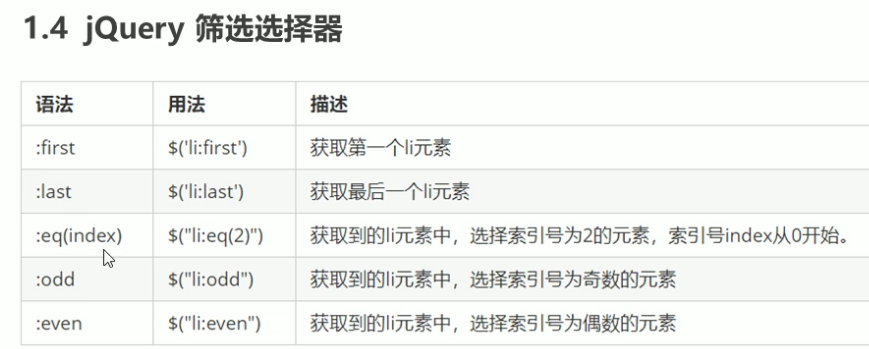 1.4 jQuery 筛选选择器
语法 用法 描述
:first $('li:first') 获取第一个li元素
:last $('li:last') 获取最后一个li元素
:eq(index) $("li:eq(2)") 获取到的li元素中，选择索引号为2的元素，索引号index从0开始。
:odd $("li:odd") 获取到的li元素中，选择索引号为奇数的元素
:even $("li:even") 获取到的li元素中，选择索引号为偶数的元素